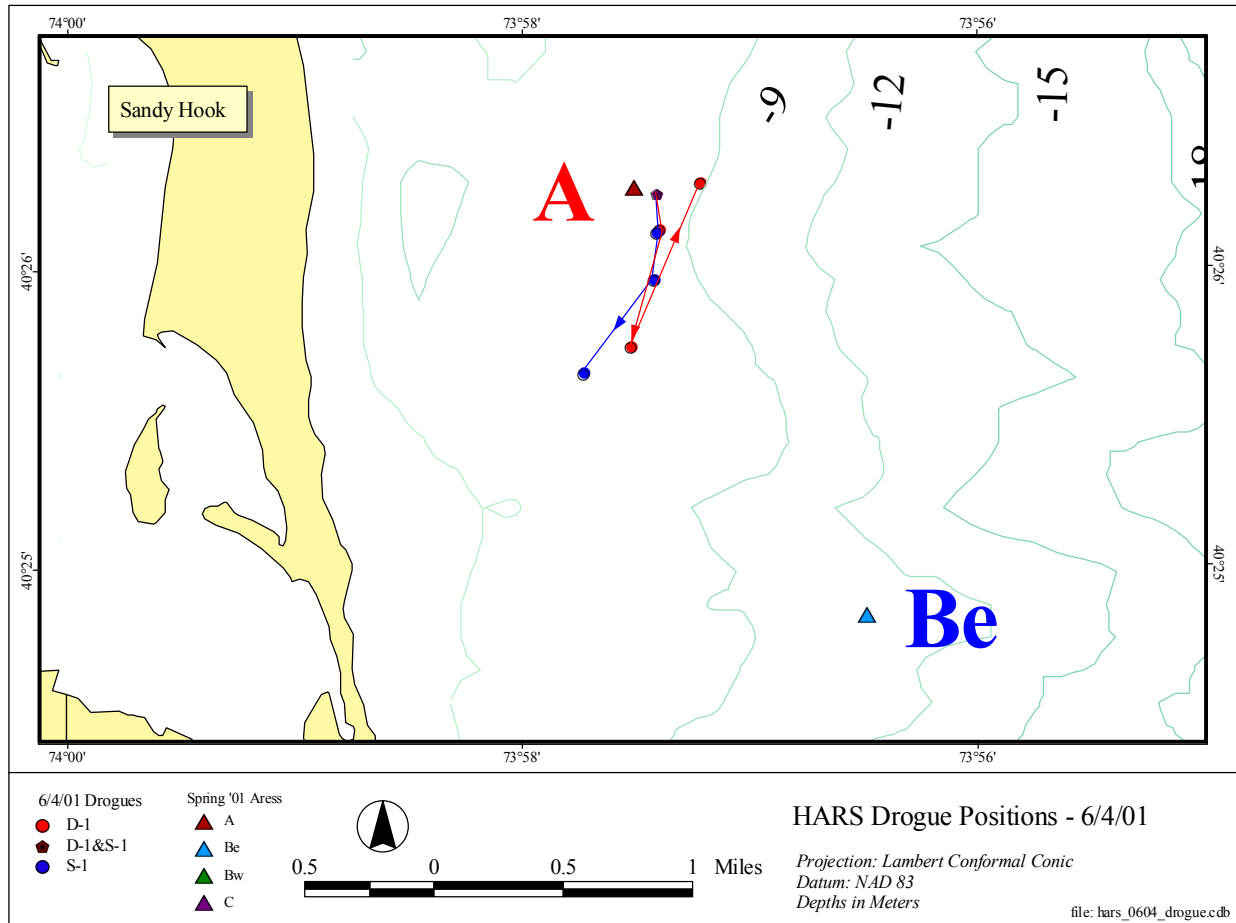 74°00'
73°58'
73°56'
Sandy Hook
-9
-12
-15
-18
A
40°26'
40°26'
40°25'
40°25'
Be
74°00'
73°58'
73°56'
6/4/01 Drogues
D-1
D-1&S-1
S-1
Spring '01 Aress
A
Be
Bw
C
0.5 0 0.5 1 Miles
HARS Drogue Positions - 6/4/01
Projection: Lambert Conformal Conic
Datum: NAD 83
Depths in Meters
file: hars_0604_drogue.cdb